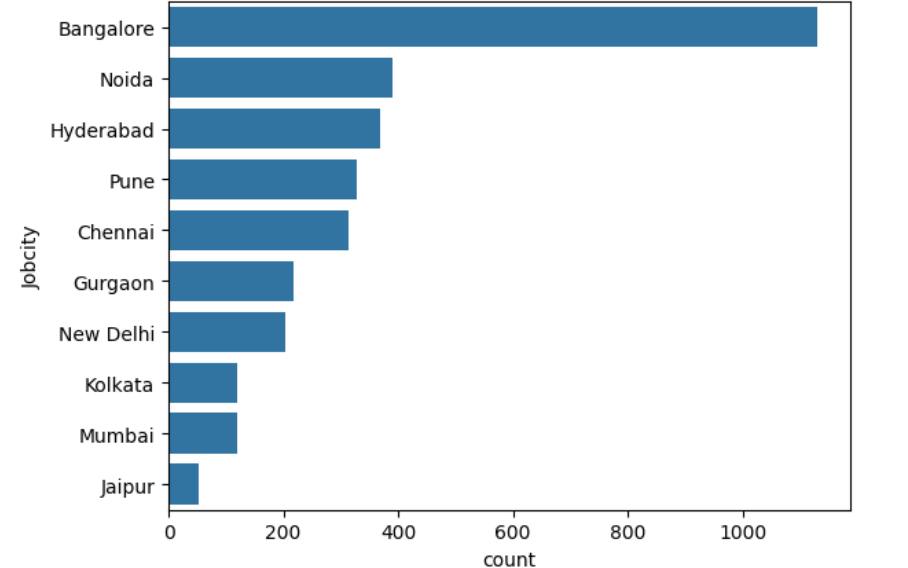 Bangalore
Noida
Hyderabad
Pune
Chennai
Gurgaon
New Delhi
Kolkata
Mumbai
Jaipur
Jobcity
0 200 400 600 800 1000
count